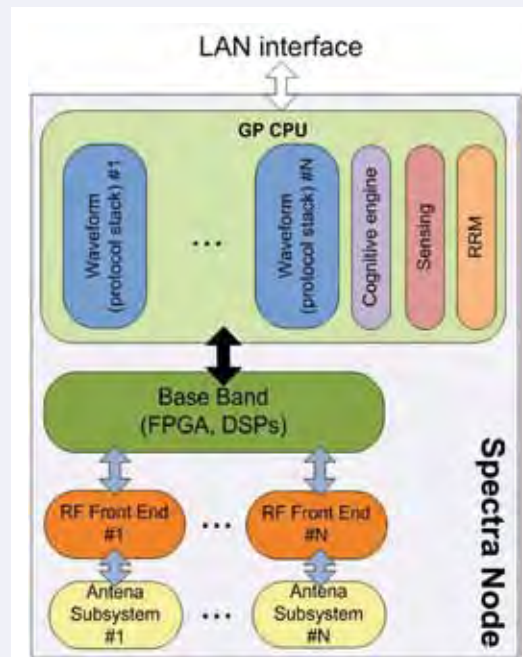 LAN interface
GP CPU
Waveform
(protocol stack) #1
...
Waveform
(protocol stack) #N
Cognitive engine
Sensing
RRM
Base Band
(FPGA, DSPs)
RF Front End
#1
...
RF Front End
#N
Antena
Subsystem
#1
...
Antena
Subsystem
#N
Spectra Node